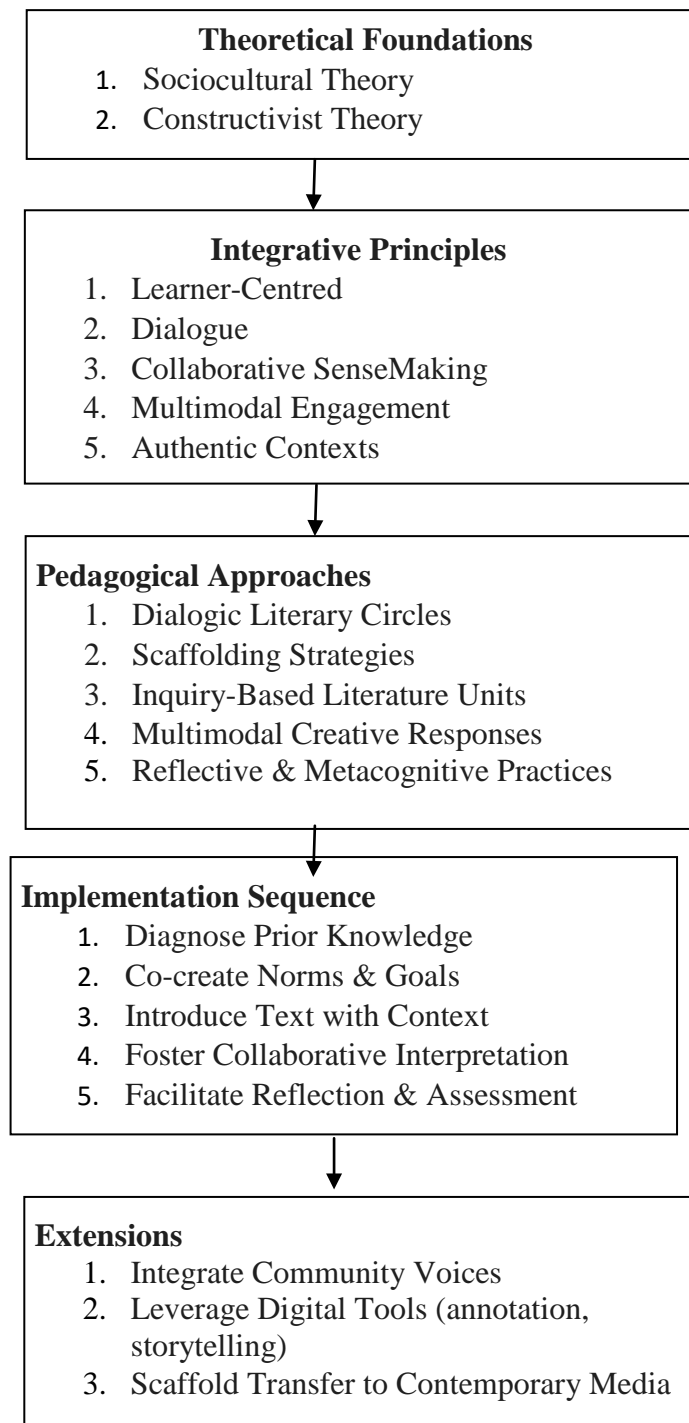 Theoretical Foundations
1. Sociocultural Theory
2. Constructivist Theory
Integrative Principles
1. Learner-Centred
2. Dialogue
3. Collaborative SenseMaking
4. Multimodal Engagement
5. Authentic Contexts
Pedagogical Approaches
1. Dialogic Literary Circles
2. Scaffolding Strategies
3. Inquiry-Based Literature Units
4. Multimodal Creative Responses
5. Reflective & Metacognitive Practices
Implementation Sequence
1. Diagnose Prior Knowledge
2. Co-create Norms & Goals
3. Introduce Text with Context
4. Foster Collaborative Interpretation
5. Facilitate Reflection & Assessment
Extensions
1. Integrate Community Voices
2. Leverage Digital Tools (annotation,
storytelling)
3. Scaffold Transfer to Contemporary Media